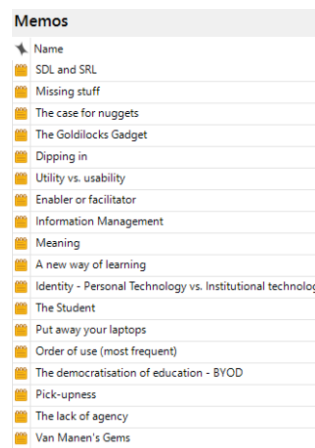 Memos
Name
SDL and SRL
Missing stuff
The case for nuggets
The Goldilocks Gadget
Dipping in
Utility vs. usability
Enabler or facilitator
Information Management
Meaning
A new way of learning
Identity - Personal Technology vs. Institutional technolog
The Student
Put away your laptops
Order of use (most frequent)
The democratisation of education - BYOD
Pick-upness
The lack of agency
Van Manen's Gems